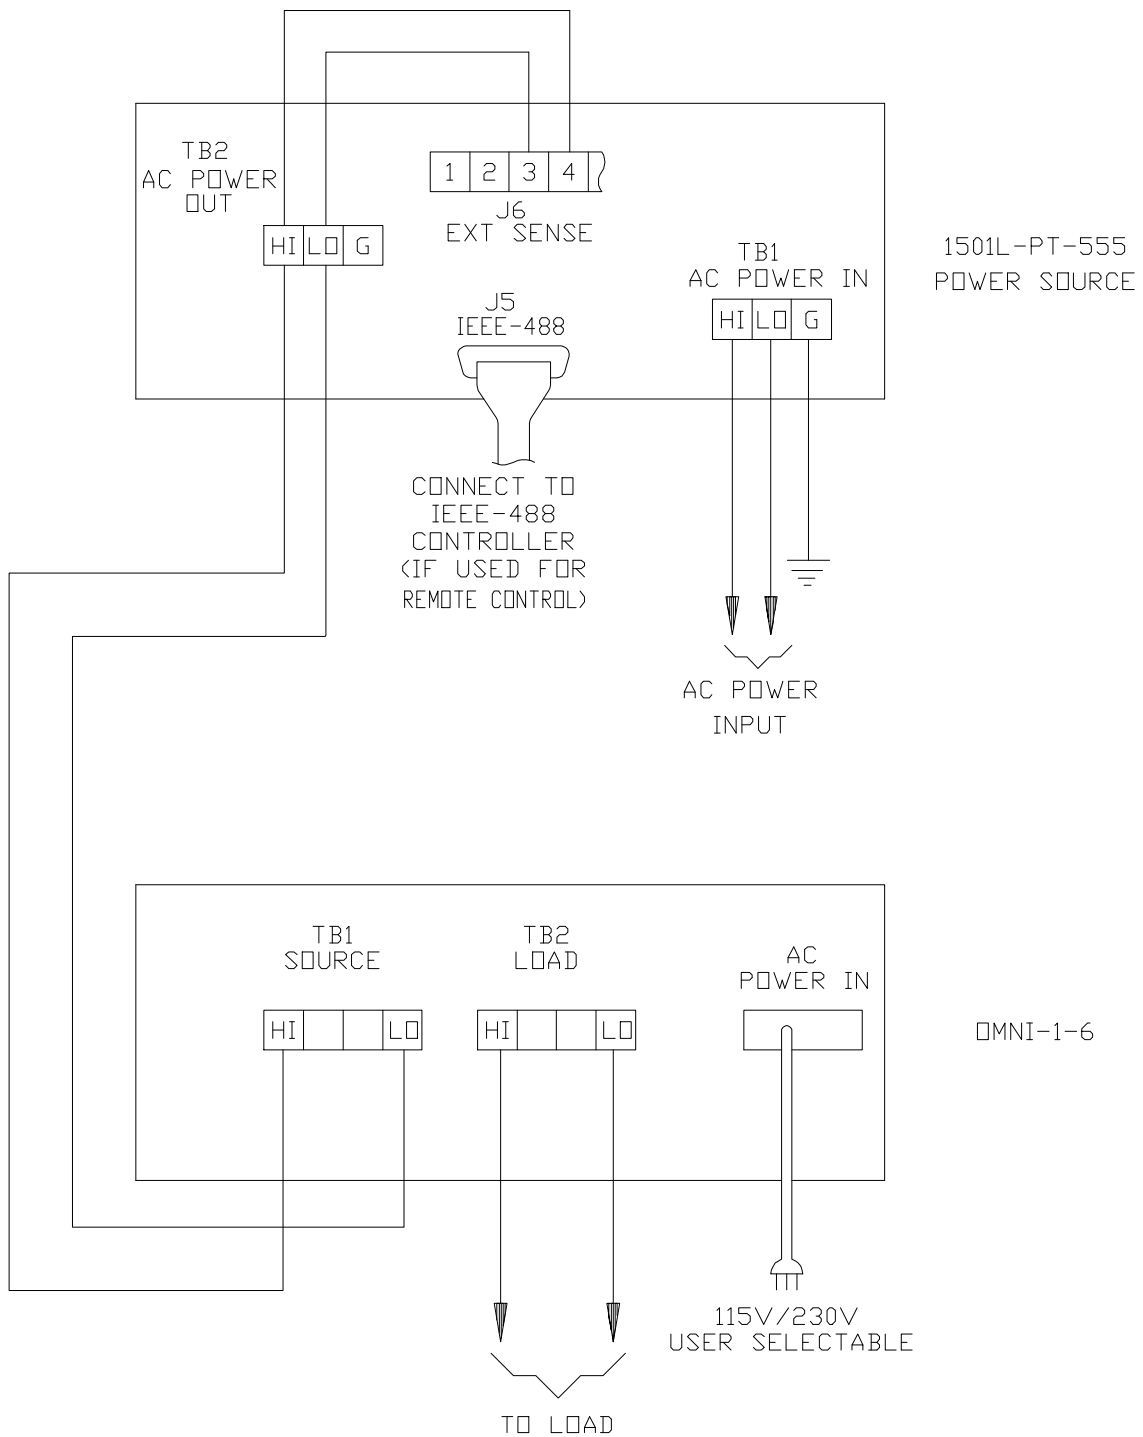 TB2
AC POWER
OUT
HI LO G
1 2 3 4
J6
EXT SENSE
J5
IEEE-488
TB1
AC POWER IN
HI LO G
1501L-PT-555
POWER SOURCE
CONNECT TO
IEEE-488
CONTROLLER
(IF USED FOR
REMOTE CONTROL)
AC POWER
INPUT
TB1
SOURCE
HI LO
TB2
LOAD
HI LO
AC
POWER IN
OMNI-1-6
115V/230V
USER SELECTABLE
TO LOAD